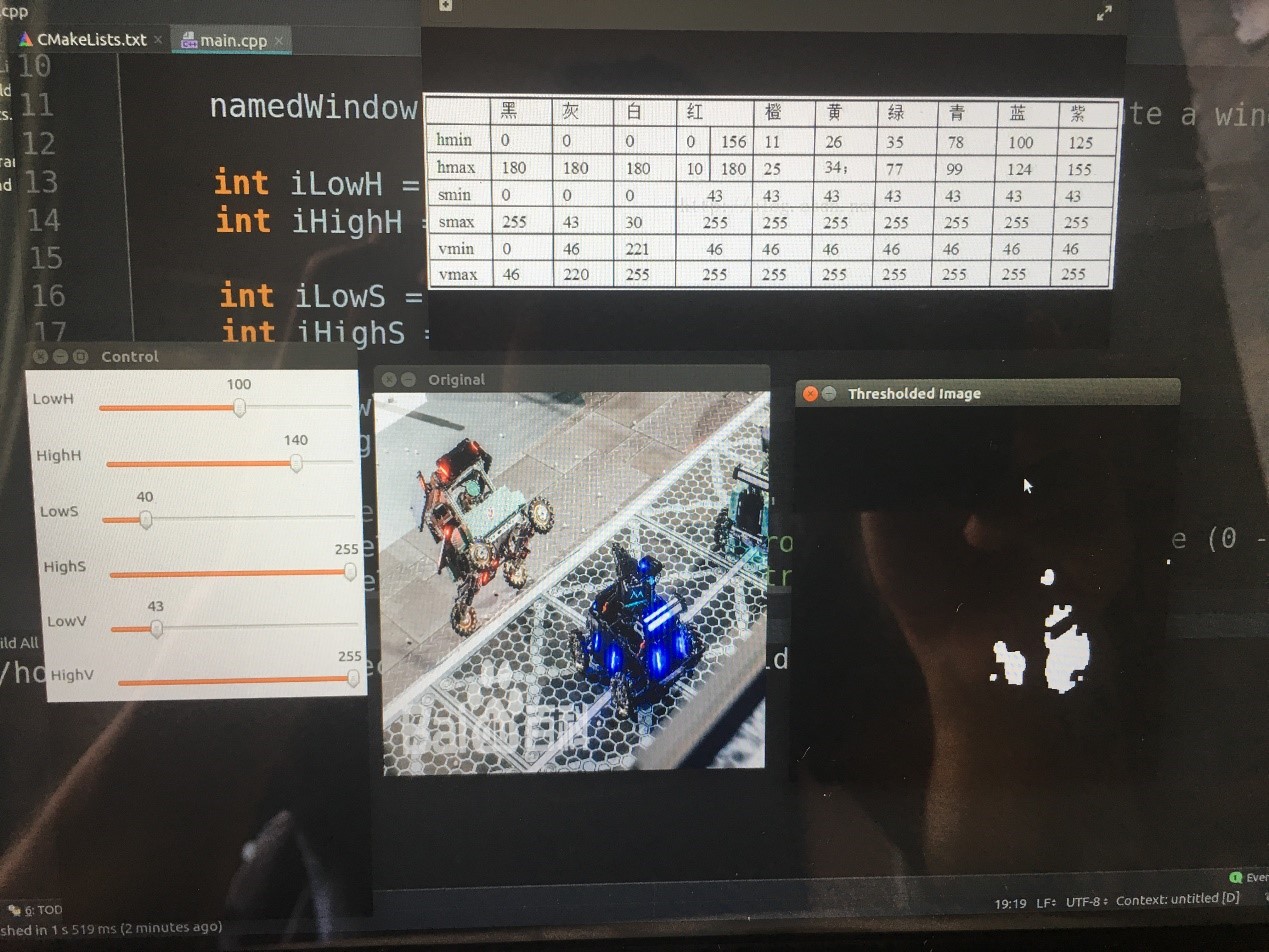 .cpp
CMakeLists.txt
main.cpp
10
11 namedWindow te a win
12
13 int iLowH =
14 int iHighH
15
16 int iLowS =
17 int iHighS
黑 灰 白 红 橙 黄 绿 青 蓝 紫
hmin 0 0 0 0 156 11 26 35 78 100 125
hmax 180 180 180 10 180 25 34; 77 99 124 155
smin 0 0 0 43 43 43 43 43 43 43
smax 255 43 30 255 255 255 255 255 255 255
vmin 0 46 221 46 46 46 46 46 46 46
vmax 46 220 255 255 255 255 255 255 255 255
Control
LowH 100
HighH 140
LowS 40
HighS 255
LowV 43
HighV 255
Original
Thresholded Image
e (0 -
ild All
/ho
6: TOD
shed in 1 s 519 ms (2 minutes ago)
Even
19:19 LF: UTF-8: Context: untitled [D]